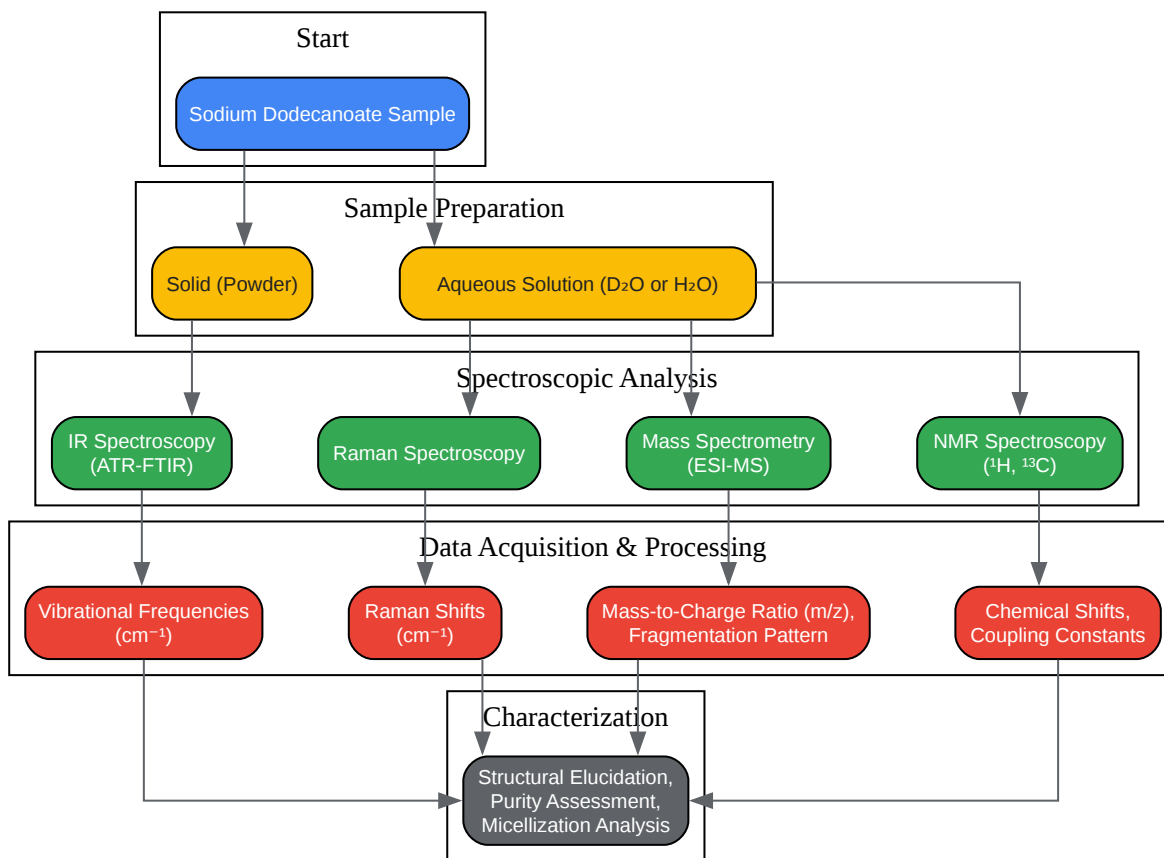 Start
Sodium Dodecanoate Sample
Sample Preparation
Solid (Powder)
Aqueous Solution (D₂O or H₂O)
Spectroscopic Analysis
IR Spectroscopy
(ATR-FTIR)
Raman Spectroscopy
Mass Spectrometry
(ESI-MS)
NMR Spectroscopy
(¹H, ¹³C)
Data Acquisition & Processing
Vibrational Frequencies
(cm⁻¹)
Raman Shifts
(cm⁻¹)
Mass-to-Charge Ratio (m/z),
Fragmentation Pattern
Chemical Shifts,
Coupling Constants
Characterization
Structural Elucidation,
Purity Assessment,
Micellization Analysis